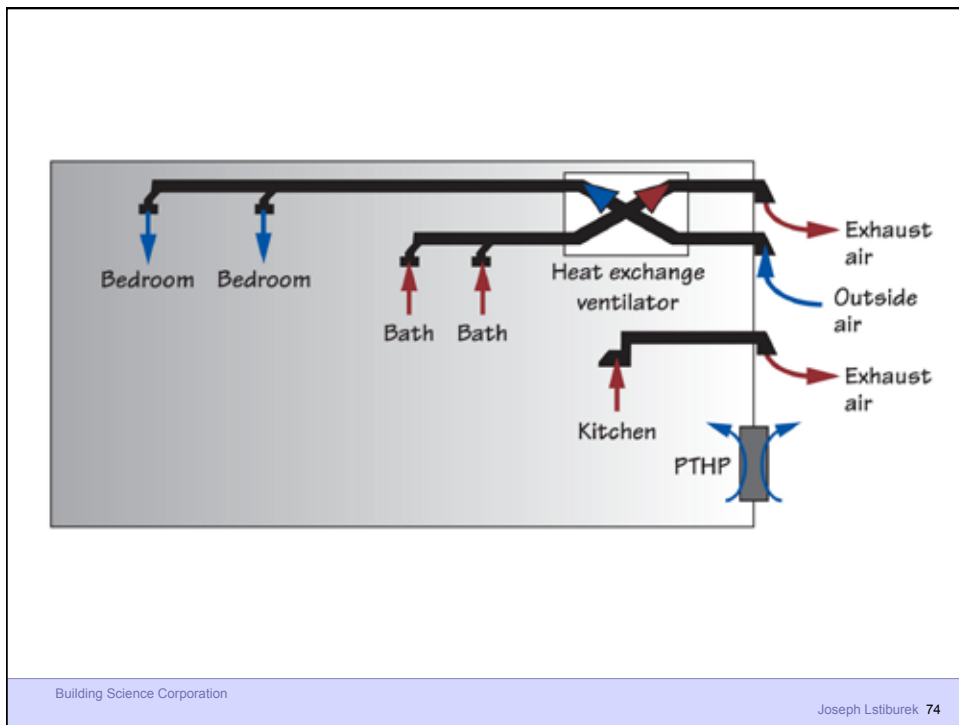 Exhaust
air
Bedroom Bedroom
Heat exchange
ventilator
Outside
air
Bath Bath
Exhaust
air
Kitchen
PTHP
Building Science Corporation
Joseph Lstiburek 74